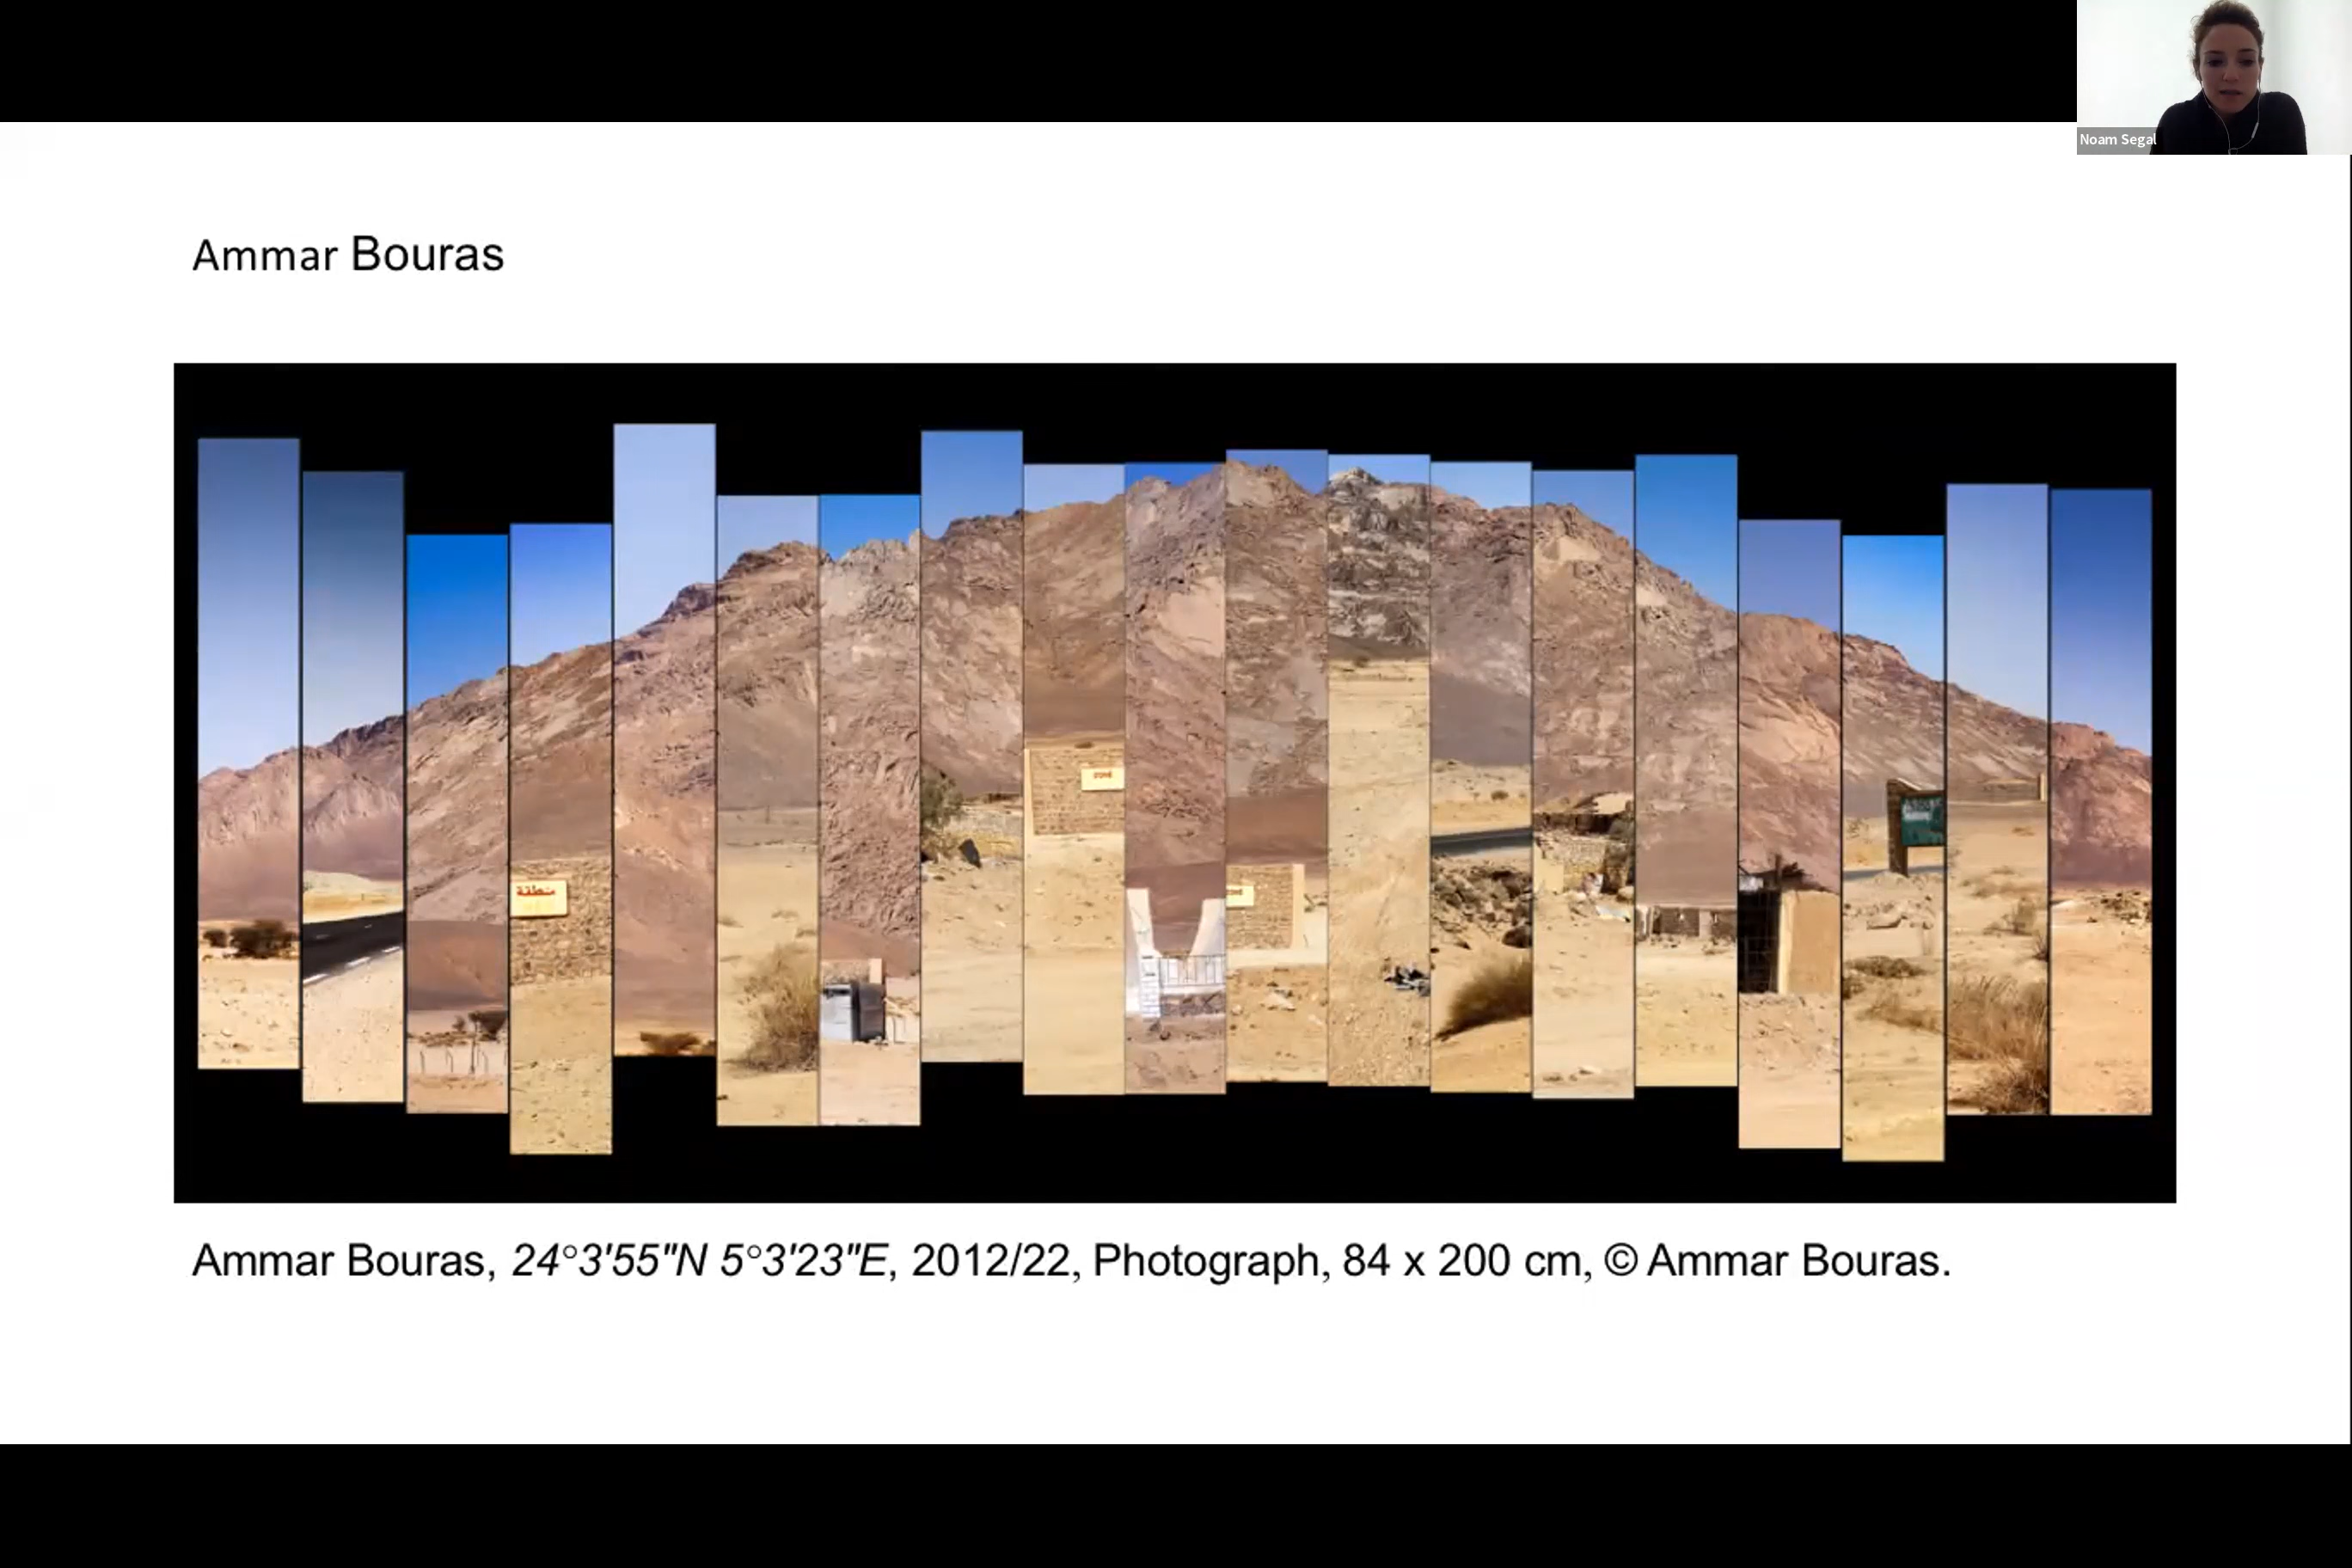 Noam Segal
Ammar Bouras
منطقة
ZONE
Ammar Bouras, 24°3'55"N 5°3'23"E, 2012/22, Photograph, 84 x 200 cm, © Ammar Bouras.